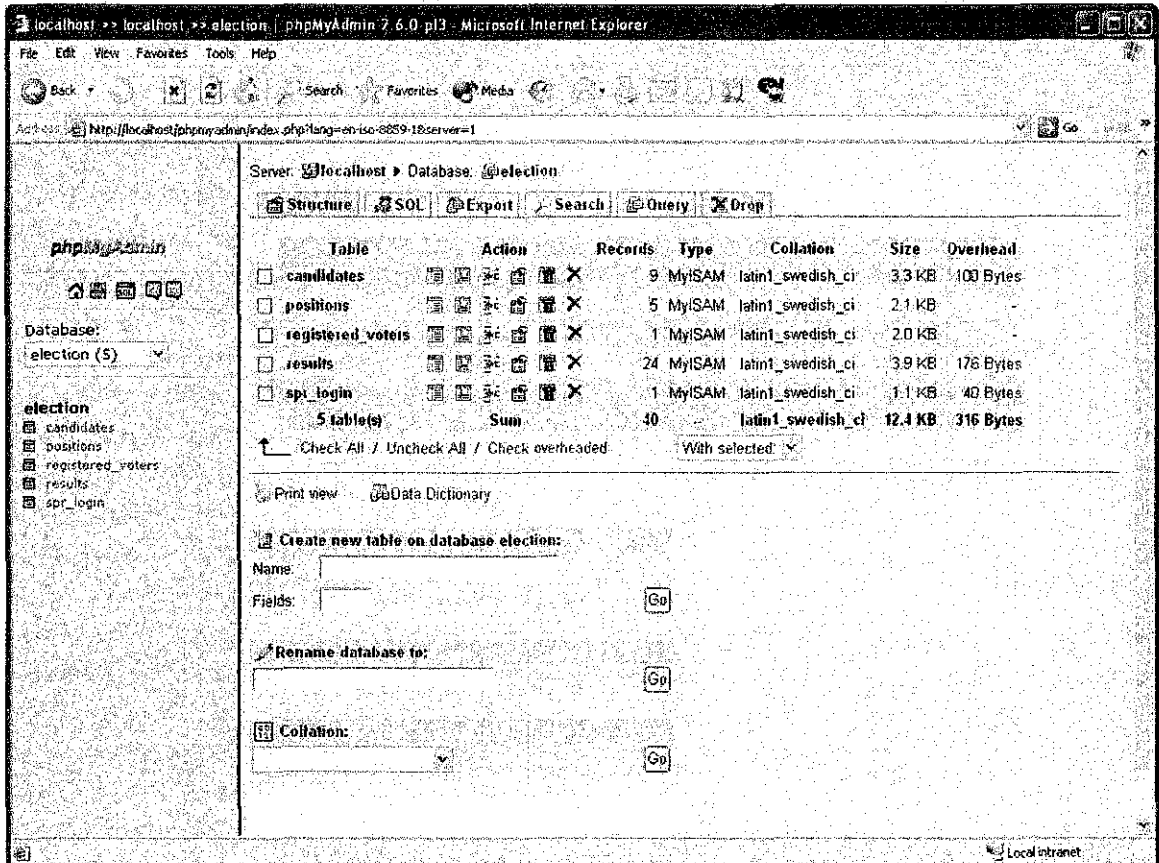 localhost >> localhost >> election | phpMyAdmin 2.6.0-pl3 - Microsoft Internet Explorer
File Edit View Favorites Tools Help
Back Search Favorites Media
Address http://localhost/phpmyadmin/index.php?lang=en-iso-8859-1&server=1 Go
Server: localhost ▸ Database: election
Structure SQL Export Search Query Drop
phpMyAdmin
Database:
election (5)
election
candidates
positions
registered_voters
results
spr_login
Table Action Records Type Collation Size Overhead
candidates 9 MyISAM latin1_swedish_ci 3.3 KB 100 Bytes
positions 5 MyISAM latin1_swedish_ci 2.1 KB -
registered_voters 1 MyISAM latin1_swedish_ci 2.0 KB -
results 24 MyISAM latin1_swedish_ci 3.9 KB 176 Bytes
spr_login 1 MyISAM latin1_swedish_ci 1.1 KB 40 Bytes
5 table(s) Sum 40 -- latin1_swedish_ci 12.4 KB 316 Bytes
Check All / Uncheck All / Check overheaded With selected:
Print view Data Dictionary
Create new table on database election:
Name:
Fields: Go
Rename database to:
Go
Collation:
Go
Local intranet